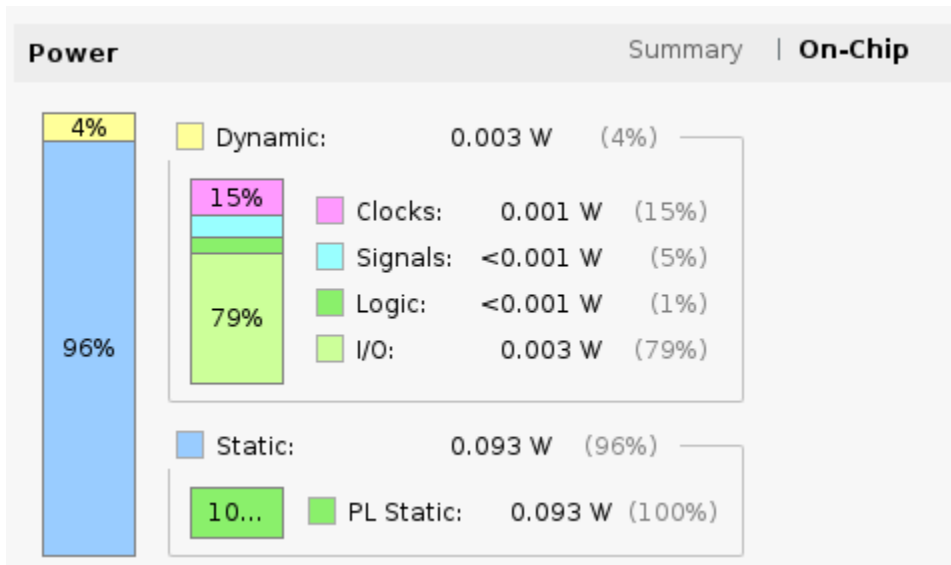 Power Summary | On-Chip
4% Dynamic: 0.003 W (4%)
15% Clocks: 0.001 W (15%)
Signals: <0.001 W (5%)
Logic: <0.001 W (1%)
79% I/O: 0.003 W (79%)
96%
Static: 0.093 W (96%)
10... PL Static: 0.093 W (100%)